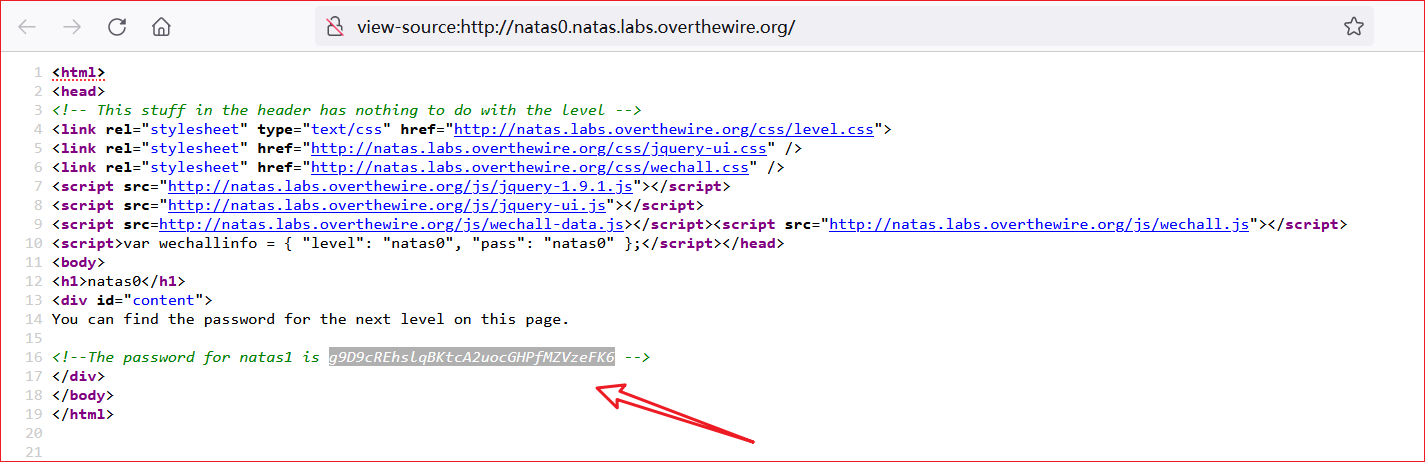 view-source:http://natas0.natas.labs.overthewire.org/
1 <html>
2 <head>
3 <!-- This stuff in the header has nothing to do with the level -->
4 <link rel="stylesheet" type="text/css" href="http://natas.labs.overthewire.org/css/level.css">
5 <link rel="stylesheet" href="http://natas.labs.overthewire.org/css/jquery-ui.css" />
6 <link rel="stylesheet" href="http://natas.labs.overthewire.org/css/wechall.css" />
7 <script src="http://natas.labs.overthewire.org/js/jquery-1.9.1.js"></script>
8 <script src="http://natas.labs.overthewire.org/js/jquery-ui.js"></script>
9 <script src=http://natas.labs.overthewire.org/js/wechall-data.js></script><script src="http://natas.labs.overthewire.org/js/wechall.js"></script>
10 <script>var wechallinfo = { "level": "natas0", "pass": "natas0" };</script></head>
11 <body>
12 <h1>natas0</h1>
13 <div id="content">
14 You can find the password for the next level on this page.
15
16 <!--The password for natas1 is g9D9cREhslqBKtcA2uocGHPfMZVzeFK6 -->
17 </div>
18 </body>
19 </html>
20
21